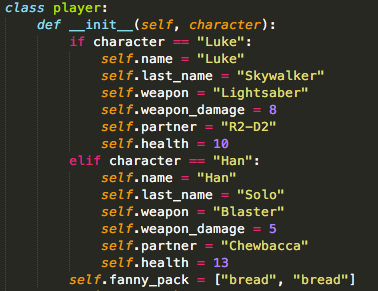 class player:
    def __init__(self, character):
        if character == "Luke":
            self.name = "Luke"
            self.last_name = "Skywalker"
            self.weapon = "Lightsaber"
            self.weapon_damage = 8
            self.partner = "R2-D2"
            self.health = 10
        elif character == "Han":
            self.name = "Han"
            self.last_name = "Solo"
            self.weapon = "Blaster"
            self.weapon_damage = 5
            self.partner = "Chewbacca"
            self.health = 13
        self.fanny_pack = ["bread", "bread"]